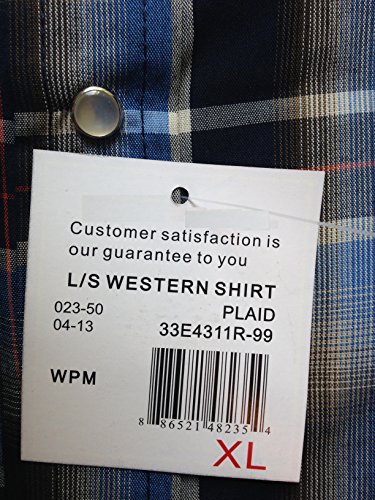 Customer satisfaction is
our guarantee to you
L/S WESTERN SHIRT
023-50 PLAID
04-13 33E4311R-99
WPM
8 86521 48235 4
XL